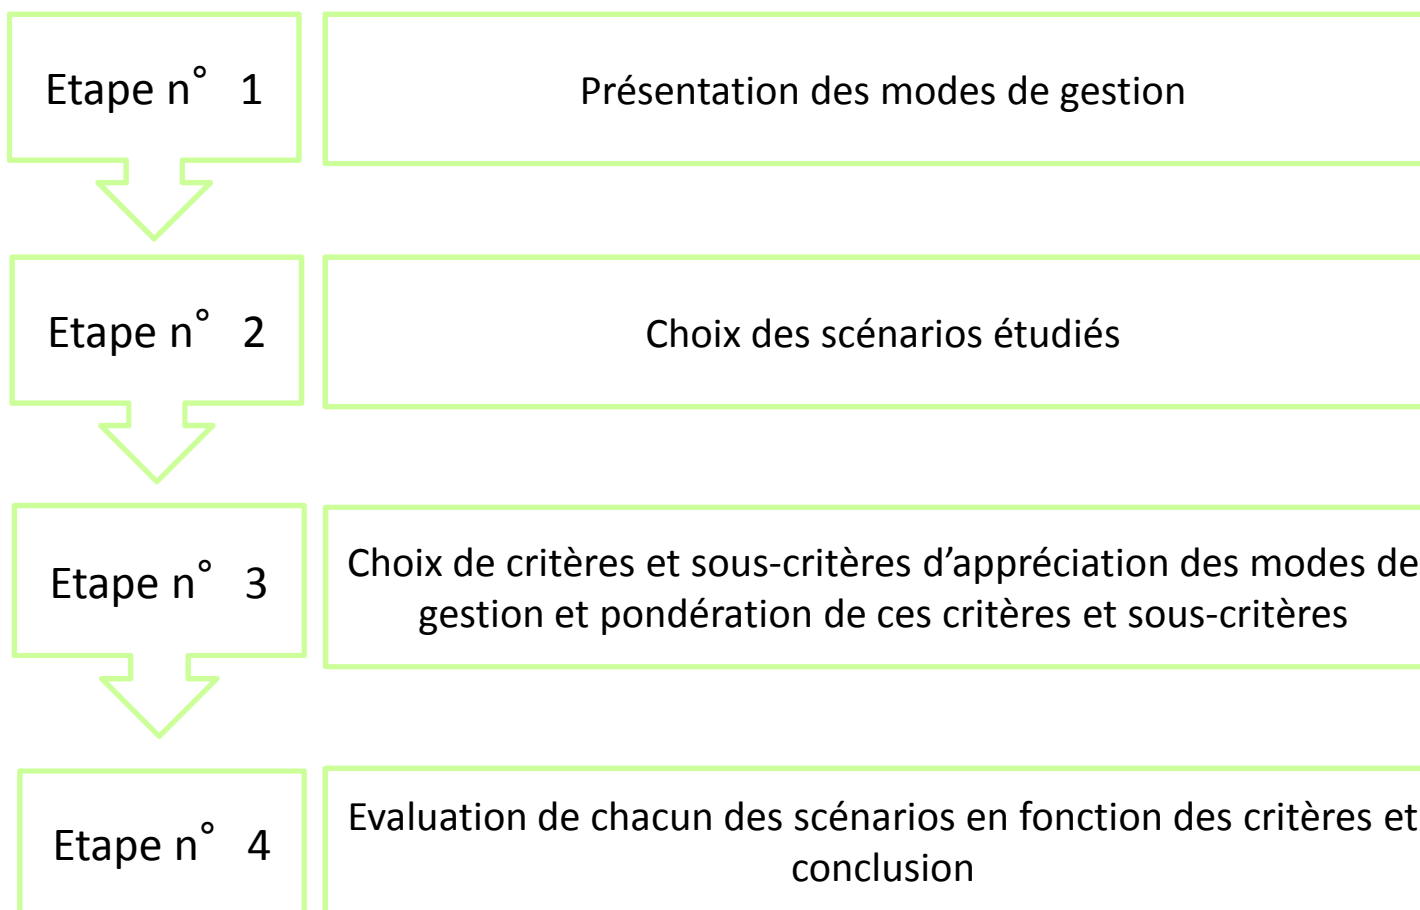 Etape n° 1
Présentation des modes de gestion
Etape n° 2
Choix des scénarios étudiés
Etape n° 3
Choix de critères et sous-critères d’appréciation des modes de
gestion et pondération de ces critères et sous-critères
Etape n° 4
Evaluation de chacun des scénarios en fonction des critères et
conclusion